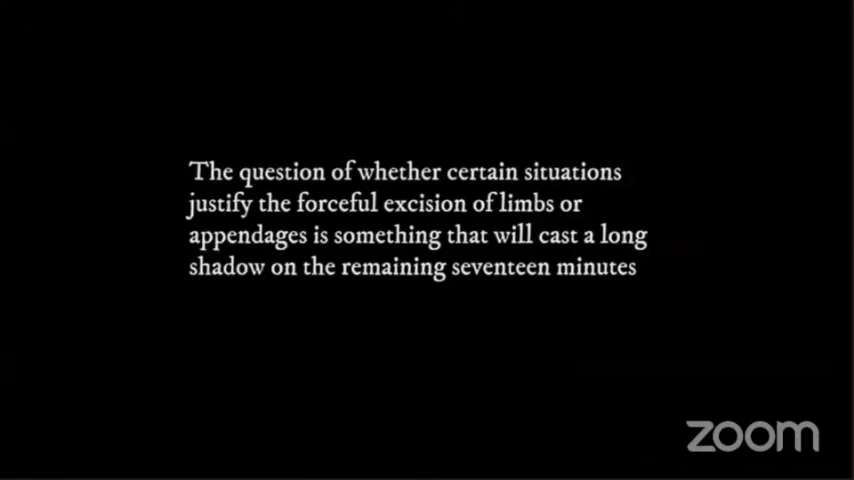 The question of whether certain situations
justify the forceful excision of limbs or
appendages is something that will cast a long
shadow on the remaining seventeen minutes
zoom